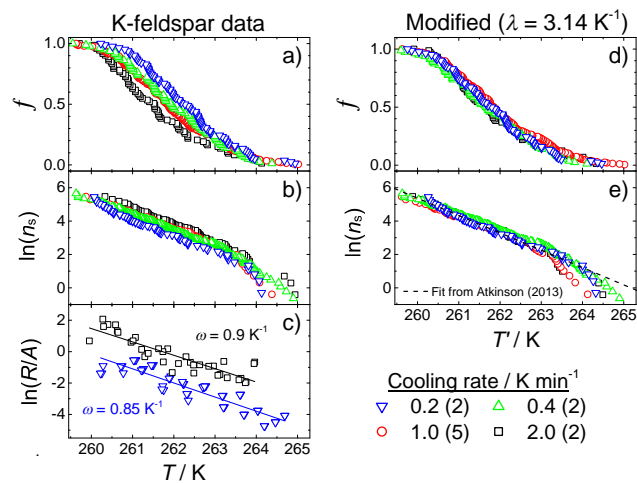 K-feldspar data
Modified (λ = 3.14 K⁻¹)
a)
f
1.0
0.5
0.0
b)
ln(nₛ)
6
4
2
0
c)
ln(R/A)
2
0
-2
-4
ω = 0.9 K⁻¹
ω = 0.85 K⁻¹
260 261 262 263 264 265
T / K
d)
f
1.0
0.5
0.0
e)
ln(nₛ)
6
4
2
0
Fit from Atkinson (2013)
260 261 262 263 264 265
T' / K
Cooling rate / K min⁻¹
0.2 (2) 0.4 (2)
1.0 (5) 2.0 (2)